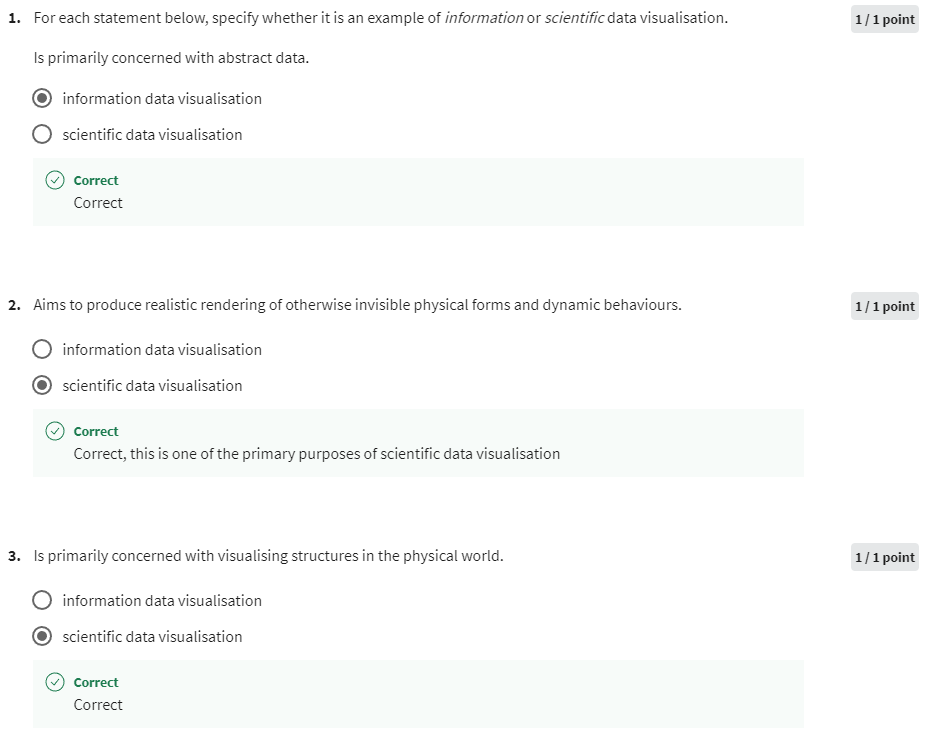 1. For each statement below, specify whether it is an example of information or scientific data visualisation.
1 / 1 point
Is primarily concerned with abstract data.
information data visualisation
scientific data visualisation
Correct
Correct
2. Aims to produce realistic rendering of otherwise invisible physical forms and dynamic behaviours.
1 / 1 point
information data visualisation
scientific data visualisation
Correct
Correct, this is one of the primary purposes of scientific data visualisation
3. Is primarily concerned with visualising structures in the physical world.
1 / 1 point
information data visualisation
scientific data visualisation
Correct
Correct